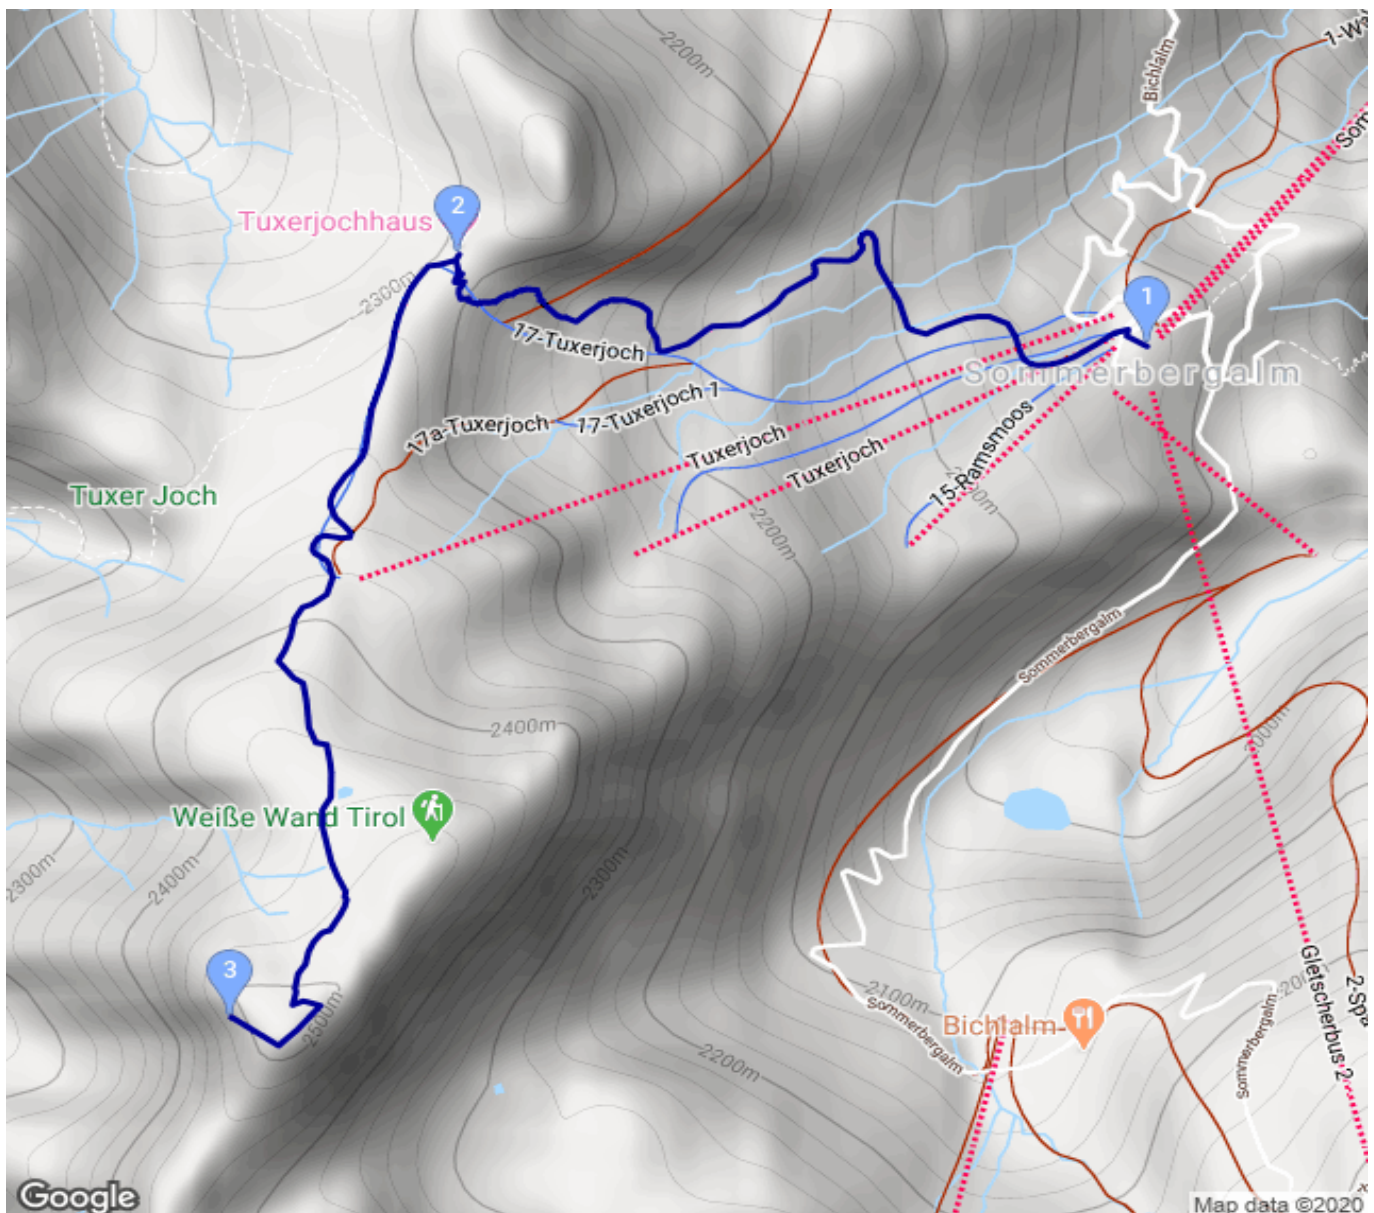 2200m
Bichlalm
1-Wa
Som
Tuxerjochhaus
2
2300m
1
17-Tuxerjoch
Sommerbergalm
17-Tuxerjoch 1
17a-Tuxerjoch
Tuxerjoch
Tuxerjoch
15-Ramsmoos
Tuxer Joch
2200m
Sommerbergalm
2400m
Weiße Wand Tirol
2300m
2400m
2300m
3
2500m
2100m
Bichlalm
Sommerbergalm
Gletscherbus 2
2-Spa
Sommerbergalm
2200m
Google
Map data ©2020